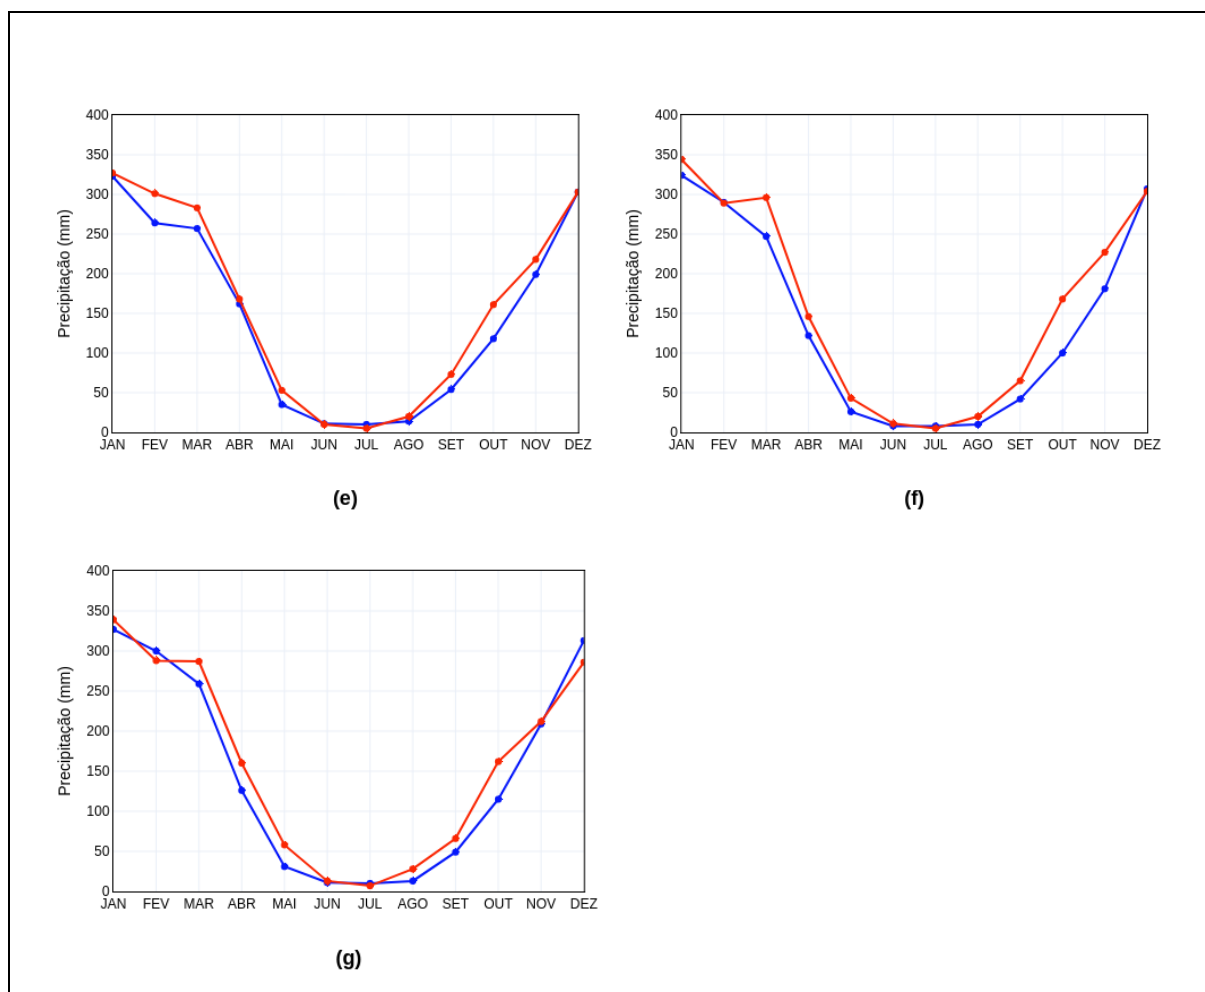 400 350 300 250 200 150 100 50 0
Precipitação (mm)
JAN FEV MAR ABR MAI JUN JUL AGO SET OUT NOV DEZ
(e)
400 350 300 250 200 150 100 50 0
Precipitação (mm)
JAN FEV MAR ABR MAI JUN JUL AGO SET OUT NOV DEZ
(f)
400 350 300 250 200 150 100 50 0
Precipitação (mm)
JAN FEV MAR ABR MAI JUN JUL AGO SET OUT NOV DEZ
(g)